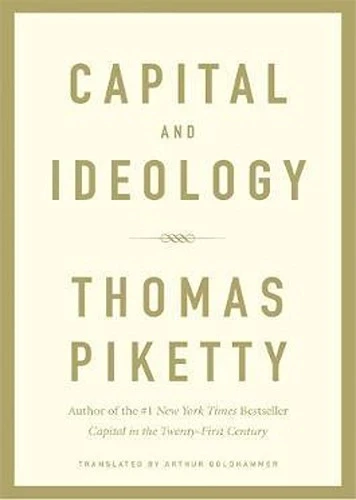 CAPITAL
AND
IDEOLOGY
THOMAS
PIKETTY
Author of the #1 New York Times Bestseller
Capital in the Twenty-First Century
TRANSLATED BY ARTHUR GOLDHAMMER